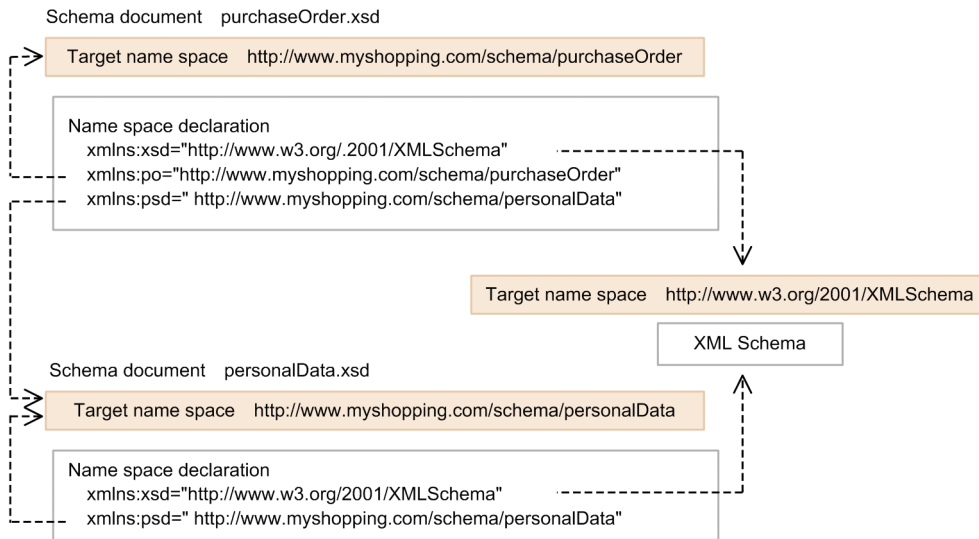 Schema document purchaseOrder.xsd
Target name space http://www.myshopping.com/schema/purchaseOrder
Name space declaration
xmlns:xsd="http://www.w3.org/.2001/XMLSchema"
xmlns:po="http://www.myshopping.com/schema/purchaseOrder"
xmlns:psd=" http://www.myshopping.com/schema/personalData"
Target name space http://www.w3.org/2001/XMLSchema
XML Schema
Schema document personalData.xsd
Target name space http://www.myshopping.com/schema/personalData
Name space declaration
xmlns:xsd="http://www.w3.org/2001/XMLSchema"
xmlns:psd=" http://www.myshopping.com/schema/personalData"